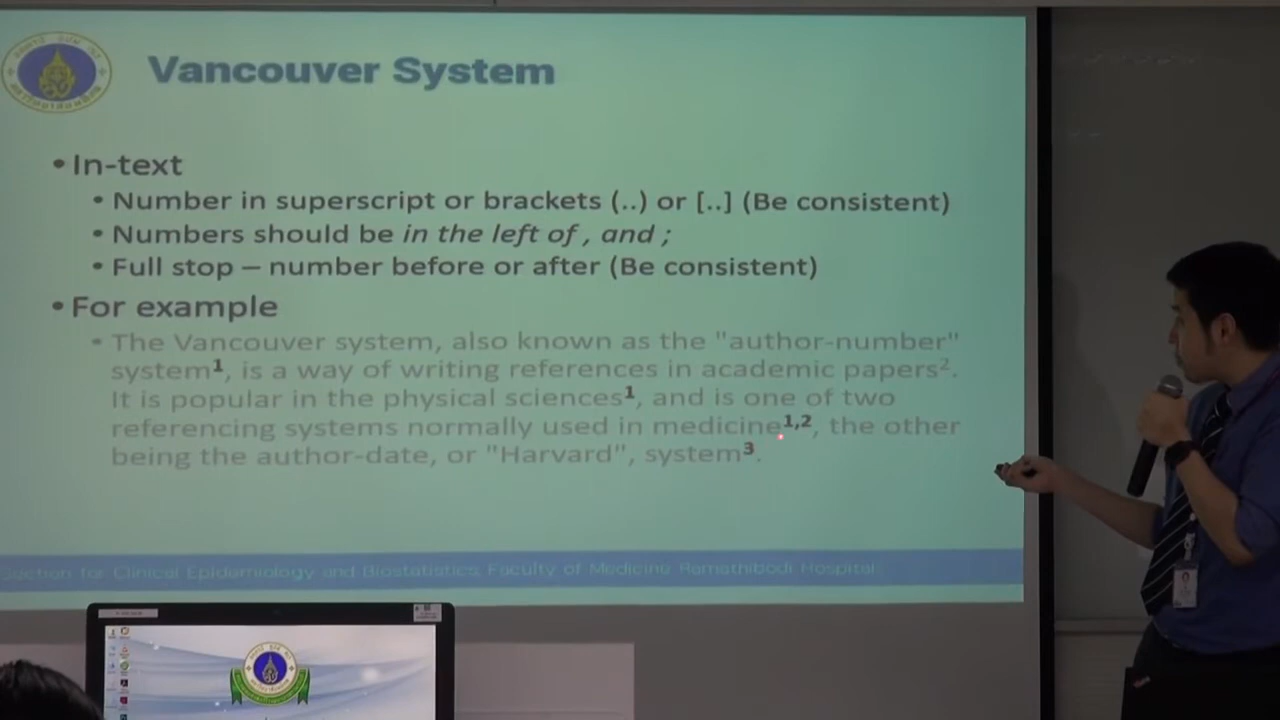 Vancouver System
• In-text
• Number in superscript or brackets (..) or [..] (Be consistent)
• Numbers should be in the left of , and ;
• Full stop – number before or after (Be consistent)
• For example
• The Vancouver system, also known as the "author-number"
system¹, is a way of writing references in academic papers².
It is popular in the physical sciences¹, and is one of two
referencing systems normally used in medicine¹,², the other
being the author-date, or "Harvard", system³.
Section for Clinical Epidemiology and Biostatistics Faculty of Medicine Ramathibodi Hospital